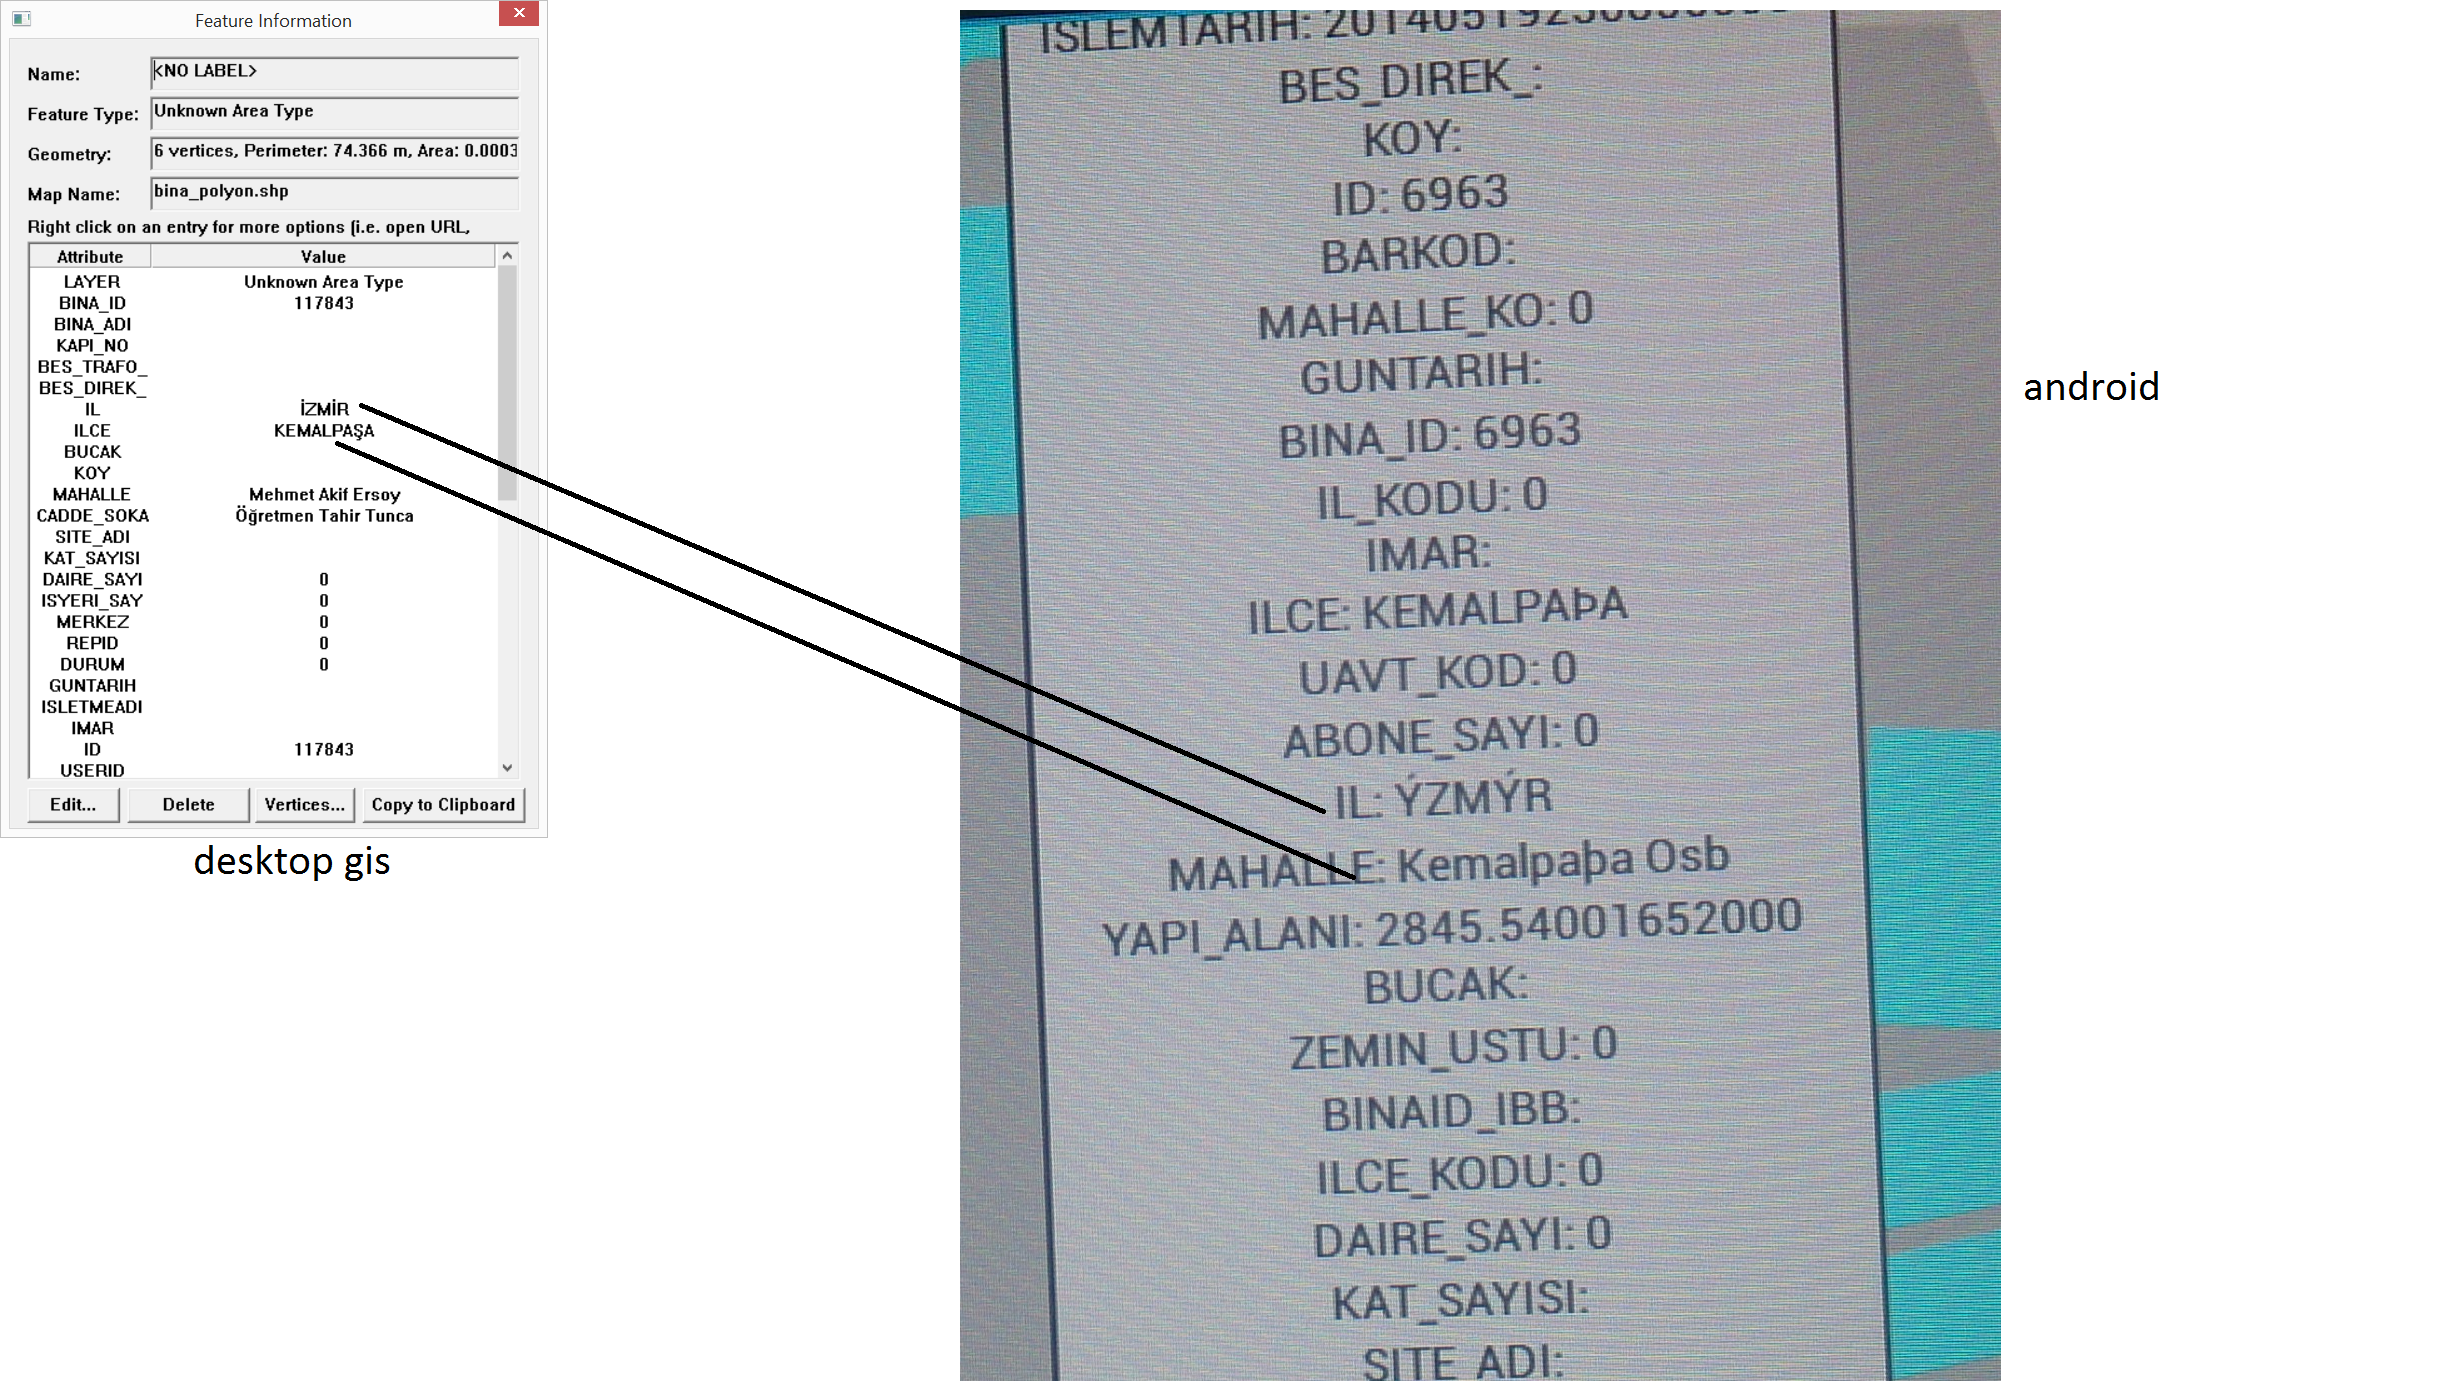 Feature Information
Name: <NO LABEL>
Feature Type: Unknown Area Type
Geometry: 6 vertices, Perimeter: 74.366 m, Area: 0.0003
Map Name: bina_polyon.shp
Right click on an entry for more options (i.e. open URL,
Attribute Value
LAYER Unknown Area Type
BINA_ID 117843
BINA_ADI
KAPI_NO
BES_TRAFO_
BES_DIREK_
IL İZMİR
ILCE KEMALPAŞA
BUCAK
KOY
MAHALLE Mehmet Akif Ersoy
CADDE_SOKA Öğretmen Tahir Tunca
SITE_ADI
KAT_SAYISI
DAIRE_SAYI 0
ISYERI_SAY 0
MERKEZ 0
REPID 0
DURUM 0
GUNTARIH
ISLETMEADI
IMAR
ID 117843
USERID
Edit... Delete Vertices... Copy to Clipboard
desktop gis
ISLEMTARIH:
BES_DIREK_:
KOY:
ID: 6963
BARKOD:
MAHALLE_KO: 0
GUNTARIH:
BINA_ID: 6963
IL_KODU: 0
IMAR:
ILCE: KEMALPAÞA
UAVT_KOD: 0
ABONE_SAYI: 0
IL: ÝZMÝR
MAHALLE: Kemalpaþa Osb
YAPI_ALANI: 2845.54001652000
BUCAK:
ZEMIN_USTU: 0
BINAID_IBB:
ILCE_KODU: 0
DAIRE_SAYI: 0
KAT_SAYISI:
SITE_ADI:
android